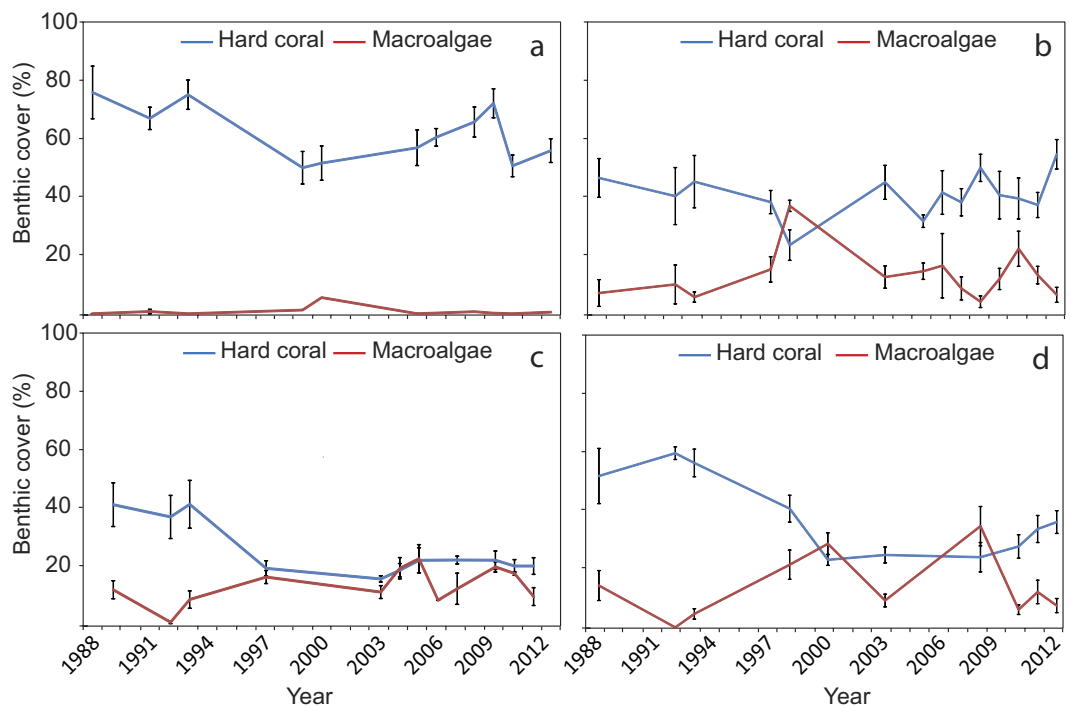 100
80
60
40
20
Benthic cover (%)
Hard coral Macroalgae a
Hard coral Macroalgae b
100
80
60
40
20
Benthic cover (%)
Hard coral Macroalgae c
Hard coral Macroalgae d
1988 1991 1994 1997 2000 2003 2006 2009 2012
Year
1988 1991 1994 1997 2000 2003 2006 2009 2012
Year